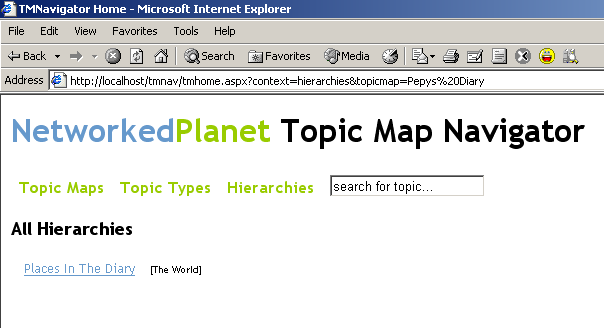 TMNavigator Home - Microsoft Internet Explorer
File Edit View Favorites Tools Help
Back Search Favorites Media
Address http://localhost/tmnav/tmhome.aspx?context=hierarchies&topicmap=Pepys%20Diary
NetworkedPlanet Topic Map Navigator
Topic Maps Topic Types Hierarchies search for topic...
All Hierarchies
Places In The Diary [The World]